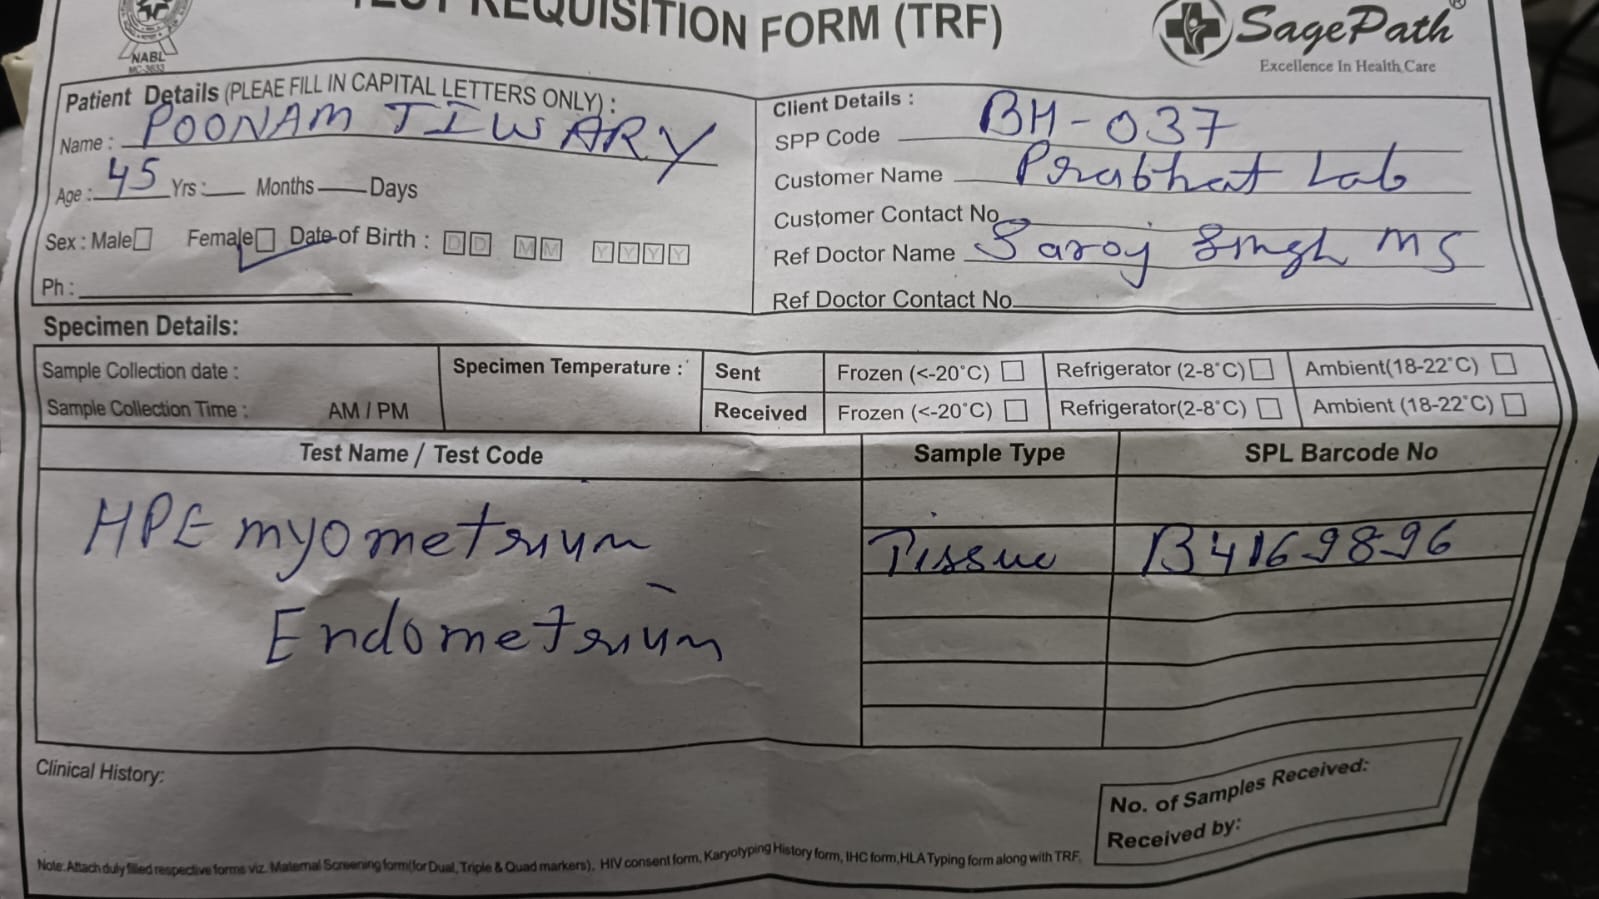 TEST REQUISITION FORM (TRF)
NABL
MC-3633
SagePath®
Excellence In Health Care
Patient Details (PLEAE FILL IN CAPITAL LETTERS ONLY) :
Name : POONAM TIWARY
Age : 45 Yrs : Months Days
Sex : Male Female Date of Birth : DD MM YYYY
Ph :
Client Details :
SPP Code BH-037
Customer Name Prabhat Lab
Customer Contact No
Ref Doctor Name Saroj Singh MS
Ref Doctor Contact No.
Specimen Details:
Sample Collection date : Specimen Temperature : Sent Frozen (<-20°C) Refrigerator (2-8°C) Ambient(18-22°C)
Sample Collection Time : AM / PM Received Frozen (<-20°C) Refrigerator(2-8°C) Ambient (18-22°C)
Test Name / Test Code Sample Type SPL Barcode No
HPE myometrium Tissue B4169896
Endometrium
Clinical History:
No. of Samples Received:
Received by:
Note: Attach duly filled respective forms viz. Maternal Screening form(for Dual, Triple & Quad markers), HIV consent form, Karyotyping History form, IHC form,HLA Typing form along with TRF.